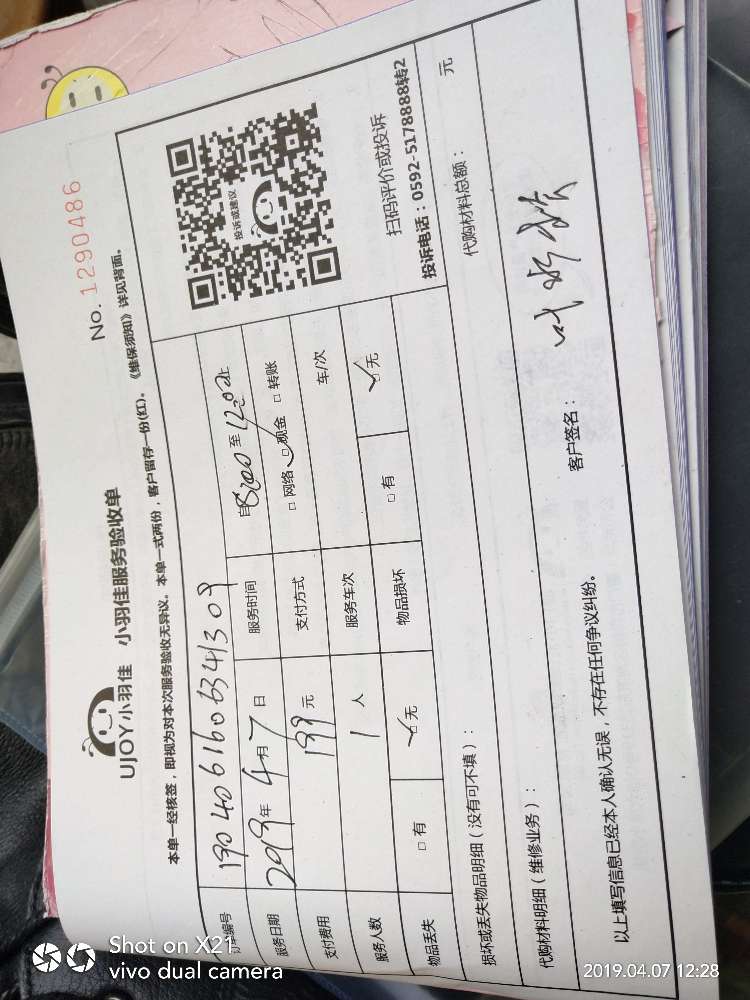 UJOY小羽佳 小羽佳服务验收单
No. 1290486
本单一经核签，即视为对本次服务验收无异议。本单一式两份，客户留存一份(红)。《维保须知》详见背面。
订单编号
服务日期 2019年 4月 7日 服务时间 自8:00至12:00止
支付费用 199元 支付方式 □ 网络 □ 现金 □ 转账
服务人数 1 人 服务车次 车/次
物品丢失 □ 有 □ 无 物品损坏 □ 有 □ 无
投诉或建议
扫码评价或投诉
投诉电话：0592-5178888转2
损坏或丢失物品明细（没有可不填）：
代购材料明细（维修业务）： 代购材料总额： 元
以上填写信息已经本人确认无误，不存在任何争议纠纷。 客户签名：
Shot on X21
vivo dual camera
2019.04.07 12:28